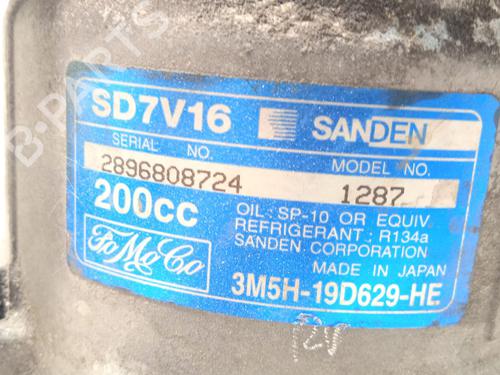 B-PARTS
SD7V16 SANDEN
SERIAL NO. MODEL NO.
2896808724 1287
200cc
OIL: SP-10 OR EQUIV.
REFRIGERANT: R134a
SANDEN CORPORATION
FoMoCo
MADE IN JAPAN
3M5H-19D629-HE